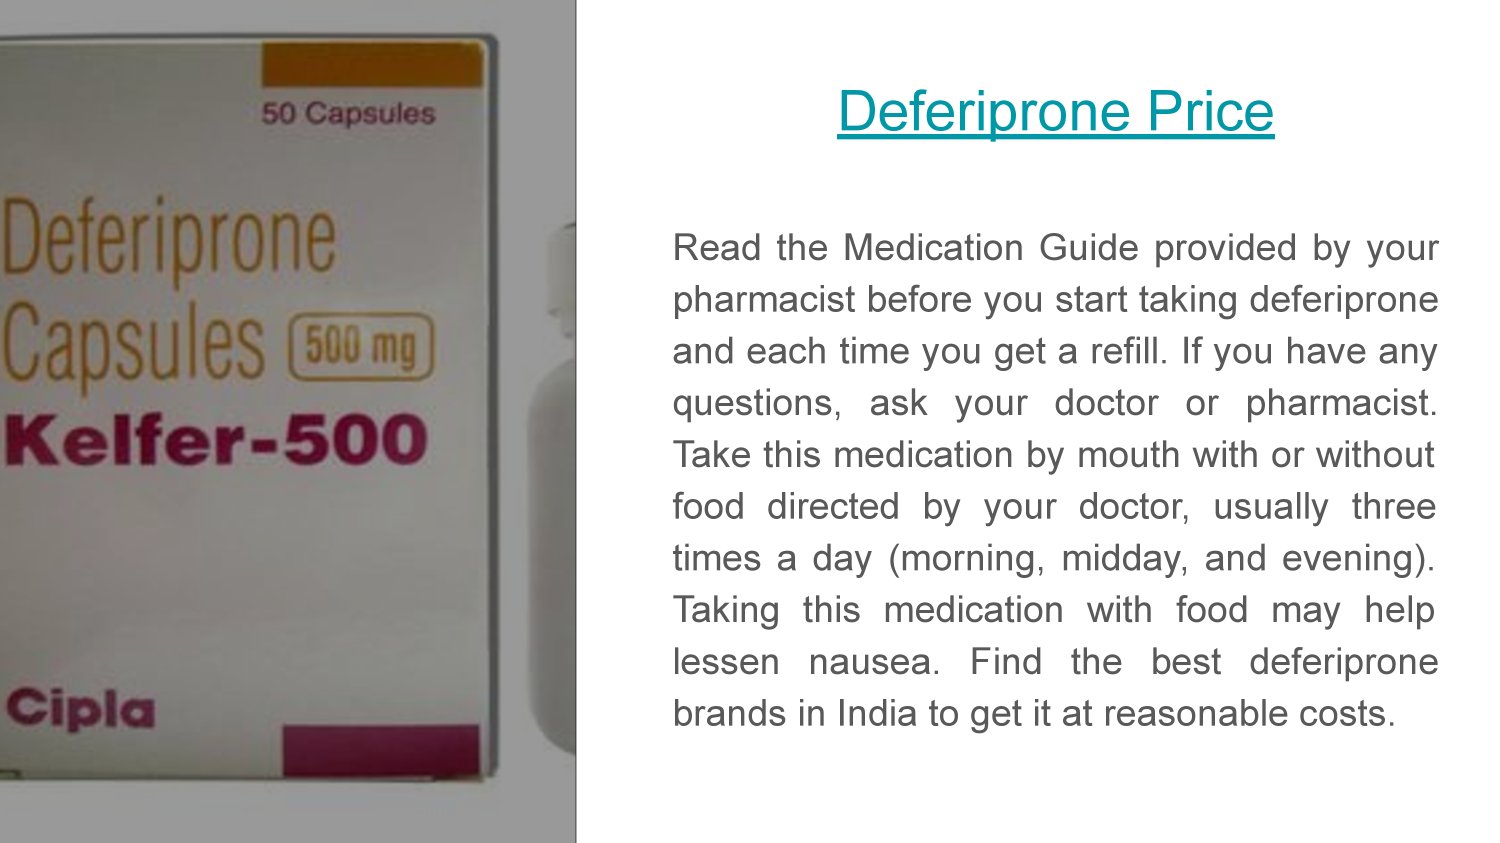 50 Capsules
Deferiprone
Capsules 500 mg
Kelfer-500
Cipla
Deferiprone Price
Read the Medication Guide provided by your
pharmacist before you start taking deferiprone
and each time you get a refill. If you have any
questions, ask your doctor or pharmacist.
Take this medication by mouth with or without
food directed by your doctor, usually three
times a day (morning, midday, and evening).
Taking this medication with food may help
lessen nausea. Find the best deferiprone
brands in India to get it at reasonable costs.